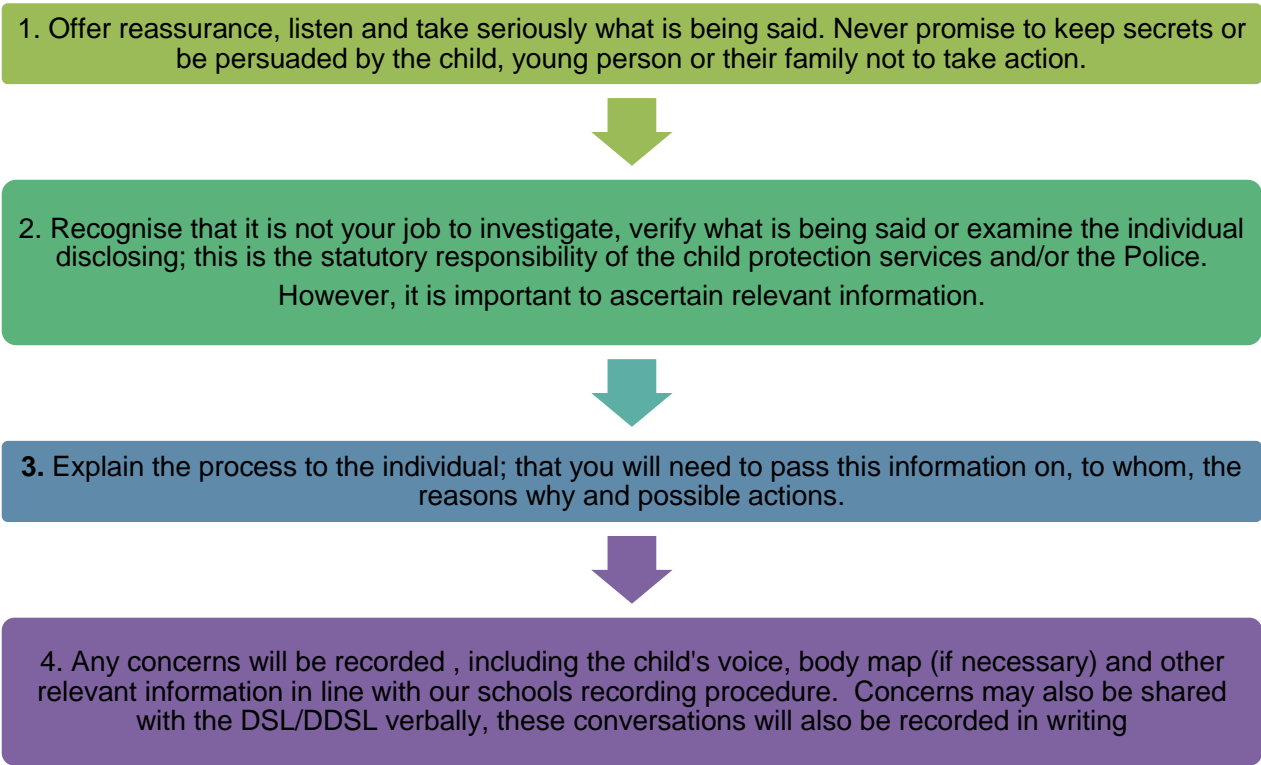 1. Offer reassurance, listen and take seriously what is being said. Never promise to keep secrets or
be persuaded by the child, young person or their family not to take action.
2. Recognise that it is not your job to investigate, verify what is being said or examine the individual
disclosing; this is the statutory responsibility of the child protection services and/or the Police.
However, it is important to ascertain relevant information.
3. Explain the process to the individual; that you will need to pass this information on, to whom, the
reasons why and possible actions.
4. Any concerns will be recorded , including the child's voice, body map (if necessary) and other
relevant information in line with our schools recording procedure.  Concerns may also be shared
with the DSL/DDSL verbally, these conversations will also be recorded in writing